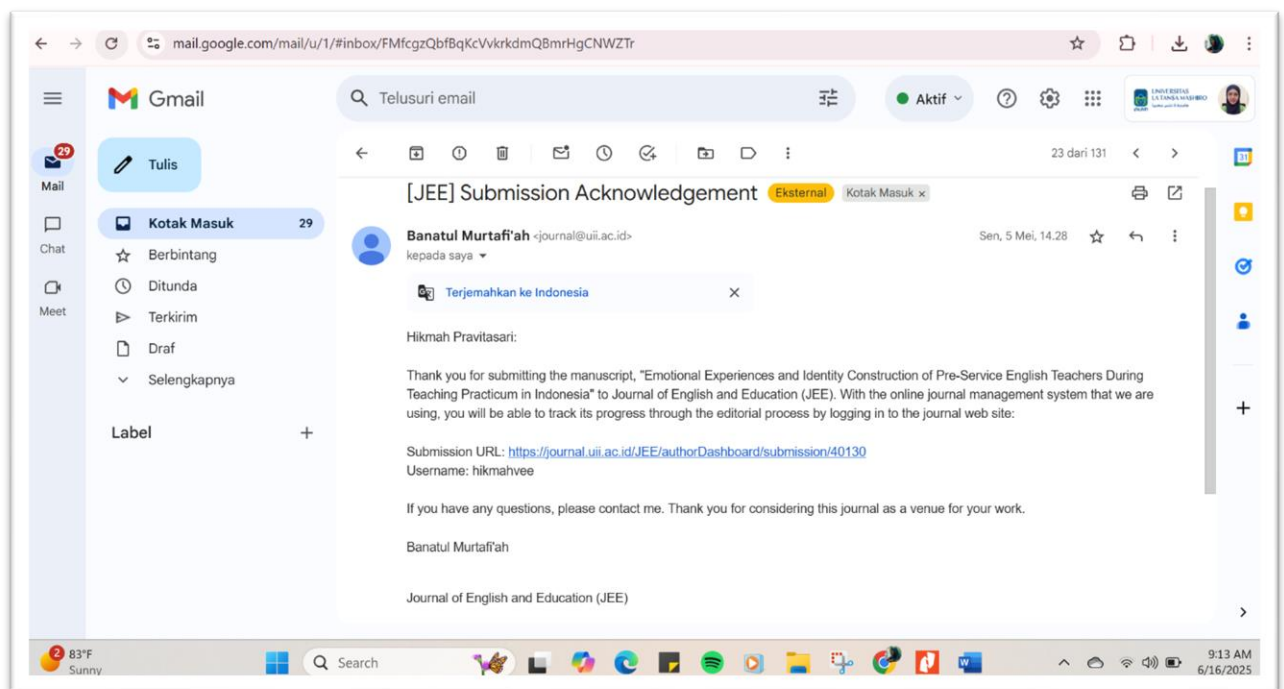 mail.google.com/mail/u/1/#inbox/FMfcgzQbfBqKcVvkrkdmQBmrHgCNWZTr
Gmail
Telusuri email
Aktif
UNIVERSITAS
LA TANSA MASHIRO
29
Mail
Chat
Meet
Tulis
23 dari 131
31
Kotak Masuk 29
Berbintang
Ditunda
Terkirim
Draf
Selengkapnya
Label
[JEE] Submission Acknowledgement Eksternal Kotak Masuk x
Banatul Murtafi'ah <journal@uii.ac.id> Sen, 5 Mei, 14.28
kepada saya
Terjemahkan ke Indonesia
Hikmah Pravitasari:
Thank you for submitting the manuscript, "Emotional Experiences and Identity Construction of Pre-Service English Teachers During
Teaching Practicum in Indonesia" to Journal of English and Education (JEE). With the online journal management system that we are
using, you will be able to track its progress through the editorial process by logging in to the journal web site:
Submission URL: https://journal.uii.ac.id/JEE/authorDashboard/submission/40130
Username: hikmahvee
If you have any questions, please contact me. Thank you for considering this journal as a venue for your work.
Banatul Murtafi'ah
Journal of English and Education (JEE)
2
83°F
Sunny
Search
9:13 AM
6/16/2025